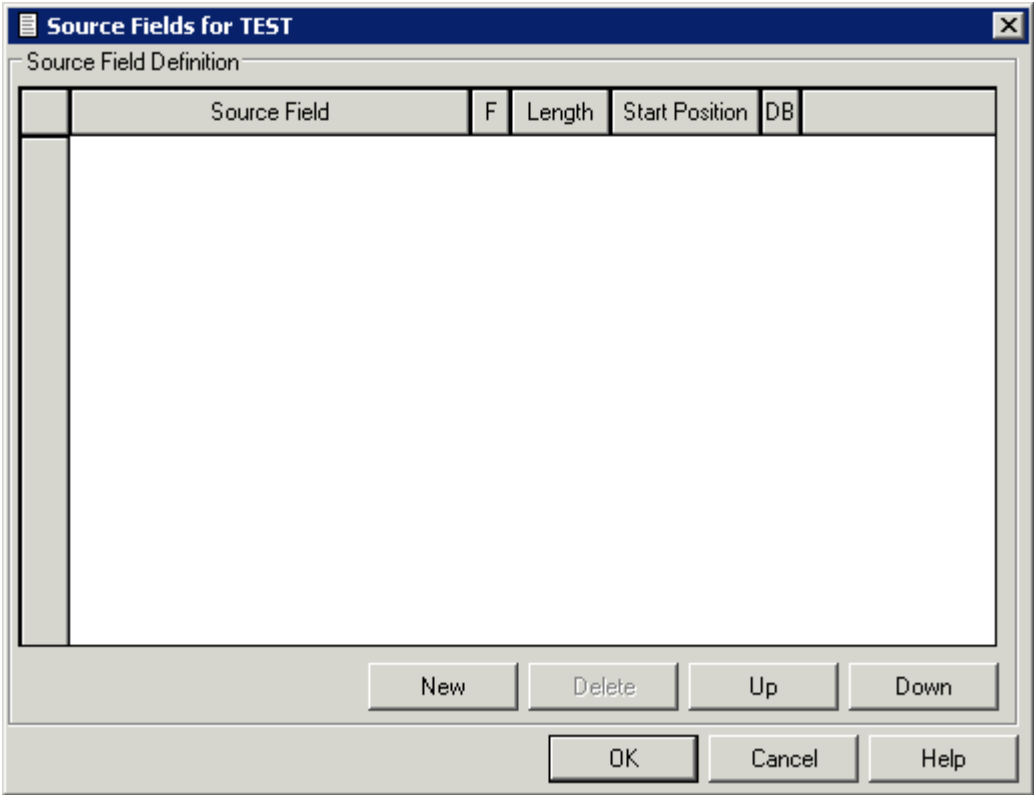 Source Fields for TEST
Source Field Definition
Source Field F Length Start Position DB
New Delete Up Down
OK Cancel Help